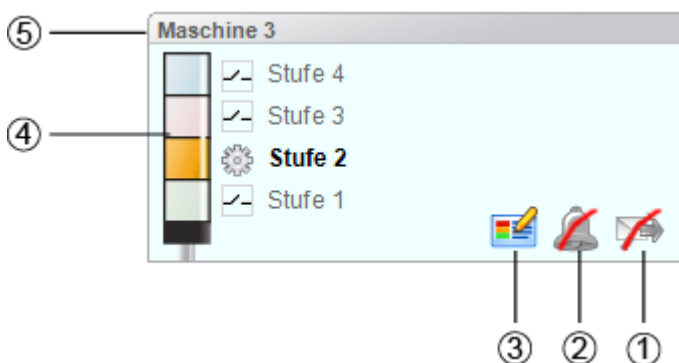 ⑤ Maschine 3
Stufe 4
Stufe 3
④
Stufe 2
Stufe 1
③ ② ①